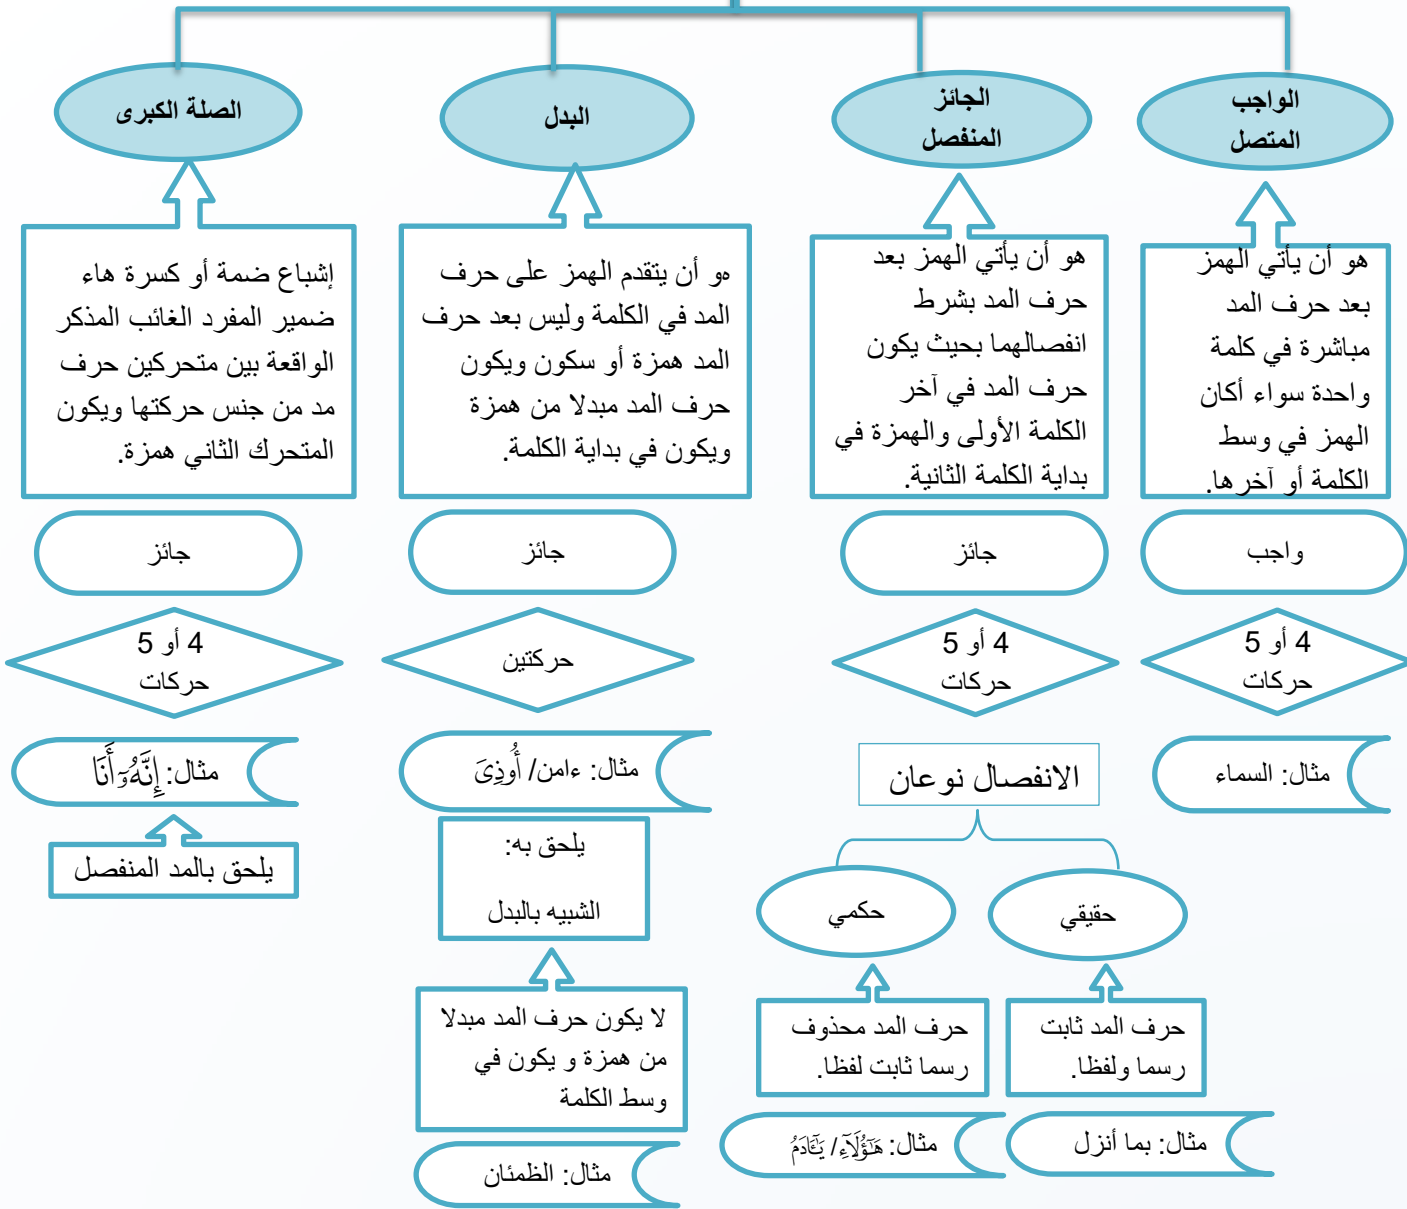 الواجب
المتصل
هو أن يأتي الهمز
بعد حرف المد
مباشرة في كلمة
واحدة سواء أكان
الهمز في وسط
الكلمة أو آخرها.
واجب
4 أو 5
حركات
مثال: السماء
الجائز
المنفصل
هو أن يأتي الهمز بعد
حرف المد بشرط
انفصالهما بحيث يكون
حرف المد في آخر
الكلمة الأولى والهمزة في
بداية الكلمة الثانية.
جائز
4 أو 5
حركات
الانفصال نوعان
حقيقي
حرف المد ثابت
رسما ولفظا.
مثال: بما أنزل
حكمي
حرف المد محذوف
رسما ثابت لفظا.
مثال: هَـٰٓؤُلَآءِ/ يَـٰٓـَٔادَمُ
البدل
هو أن يتقدم الهمز على حرف
المد في الكلمة وليس بعد حرف
المد همزة أو سكون ويكون
حرف المد مبدلا من همزة
ويكون في بداية الكلمة.
جائز
حركتين
مثال: ءامن/ أُوذِىَ
يلحق به:
الشبيه بالبدل
لا يكون حرف المد مبدلا
من همزة و يكون في
وسط الكلمة
مثال: الظمئان
الصلة الكبرى
إشباع ضمة أو كسرة هاء
ضمير المفرد الغائب المذكر
الواقعة بين متحركين حرف
مد من جنس حركتها ويكون
المتحرك الثاني همزة.
جائز
4 أو 5
حركات
مثال: إِنَّهُۥٓ أَنَا
يلحق بالمد المنفصل